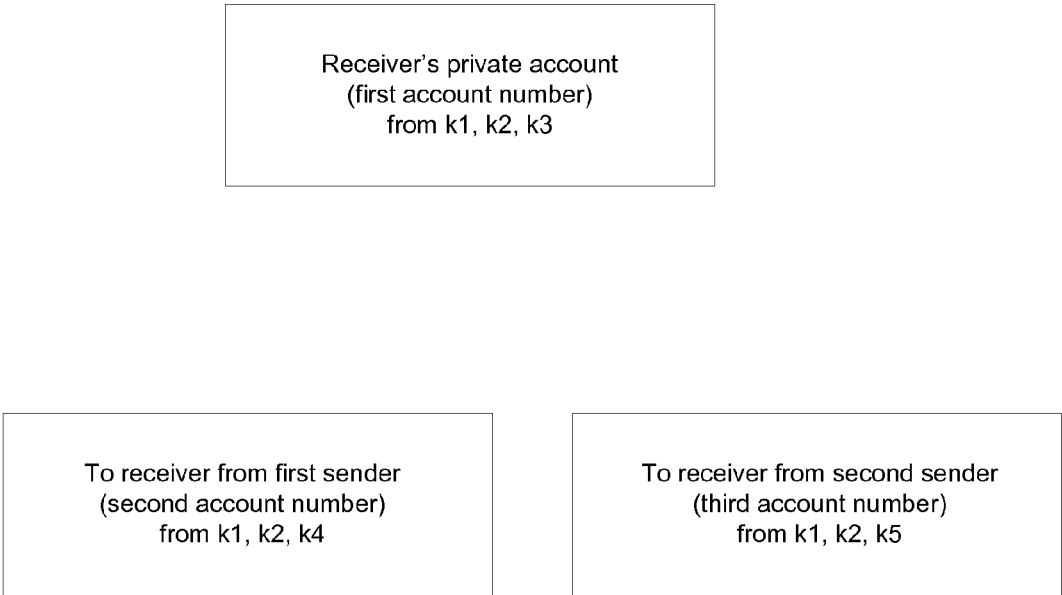 Receiver's private account
(first account number)
from k1, k2, k3
To receiver from first sender
(second account number)
from k1, k2, k4
To receiver from second sender
(third account number)
from k1, k2, k5